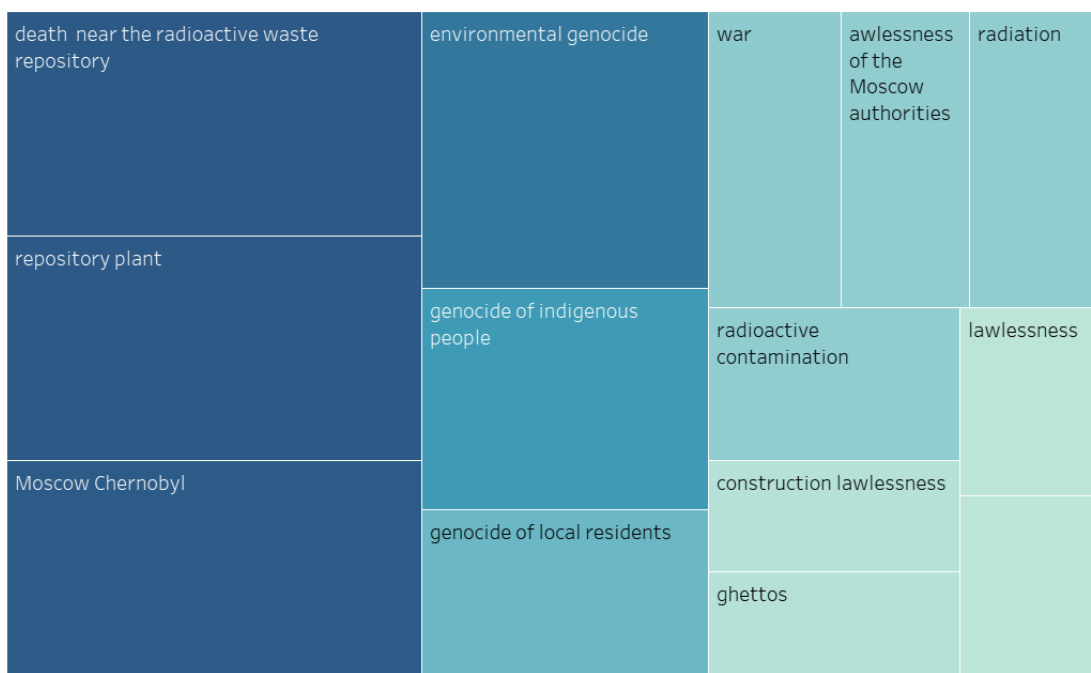 death  near the radioactive waste
repository
repository plant
Moscow Chernobyl
environmental genocide
genocide of indigenous
people
genocide of local residents
war
awlessness
of the
Moscow
authorities
radiation
radioactive
contamination
lawlessness
construction lawlessness
ghettos